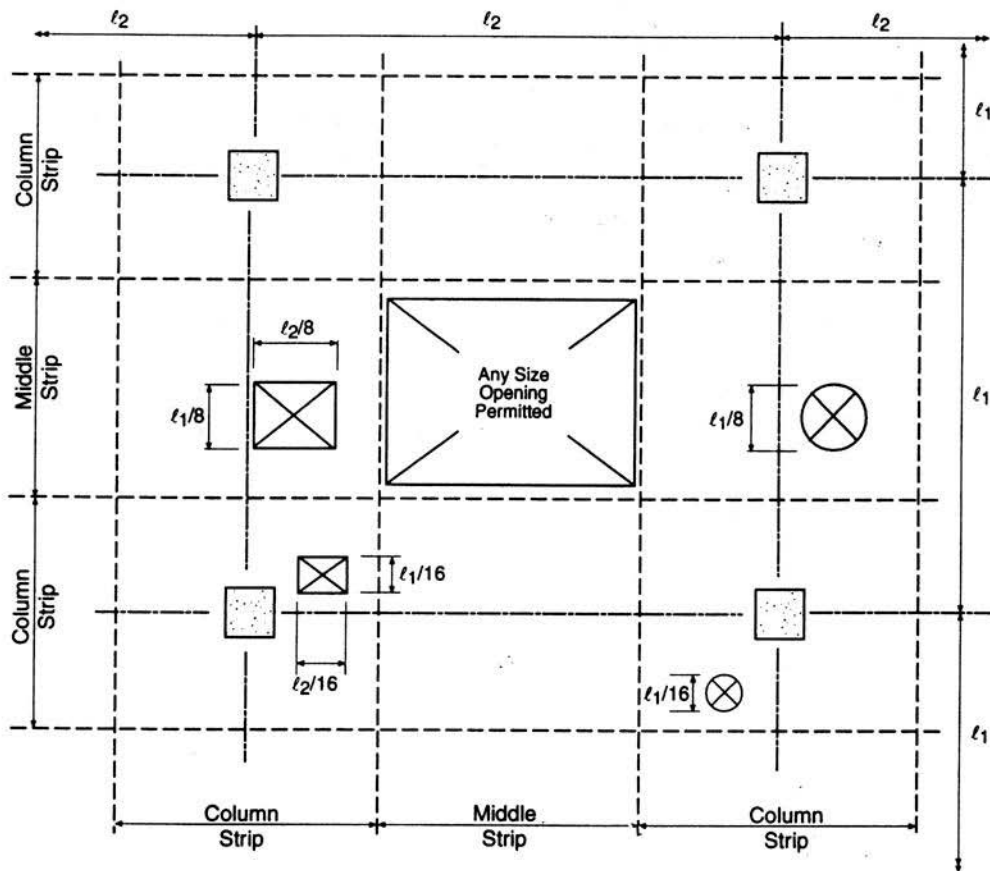 ℓ2 ℓ2 ℓ2
ℓ1
Column
Strip
ℓ2/8
Middle
Strip
ℓ1/8
Any Size
Opening
Permitted
ℓ1/8
ℓ1
Column
Strip
ℓ1/16
ℓ2/16
ℓ1/16
ℓ1
Column
Strip
Middle
Strip
Column
Strip